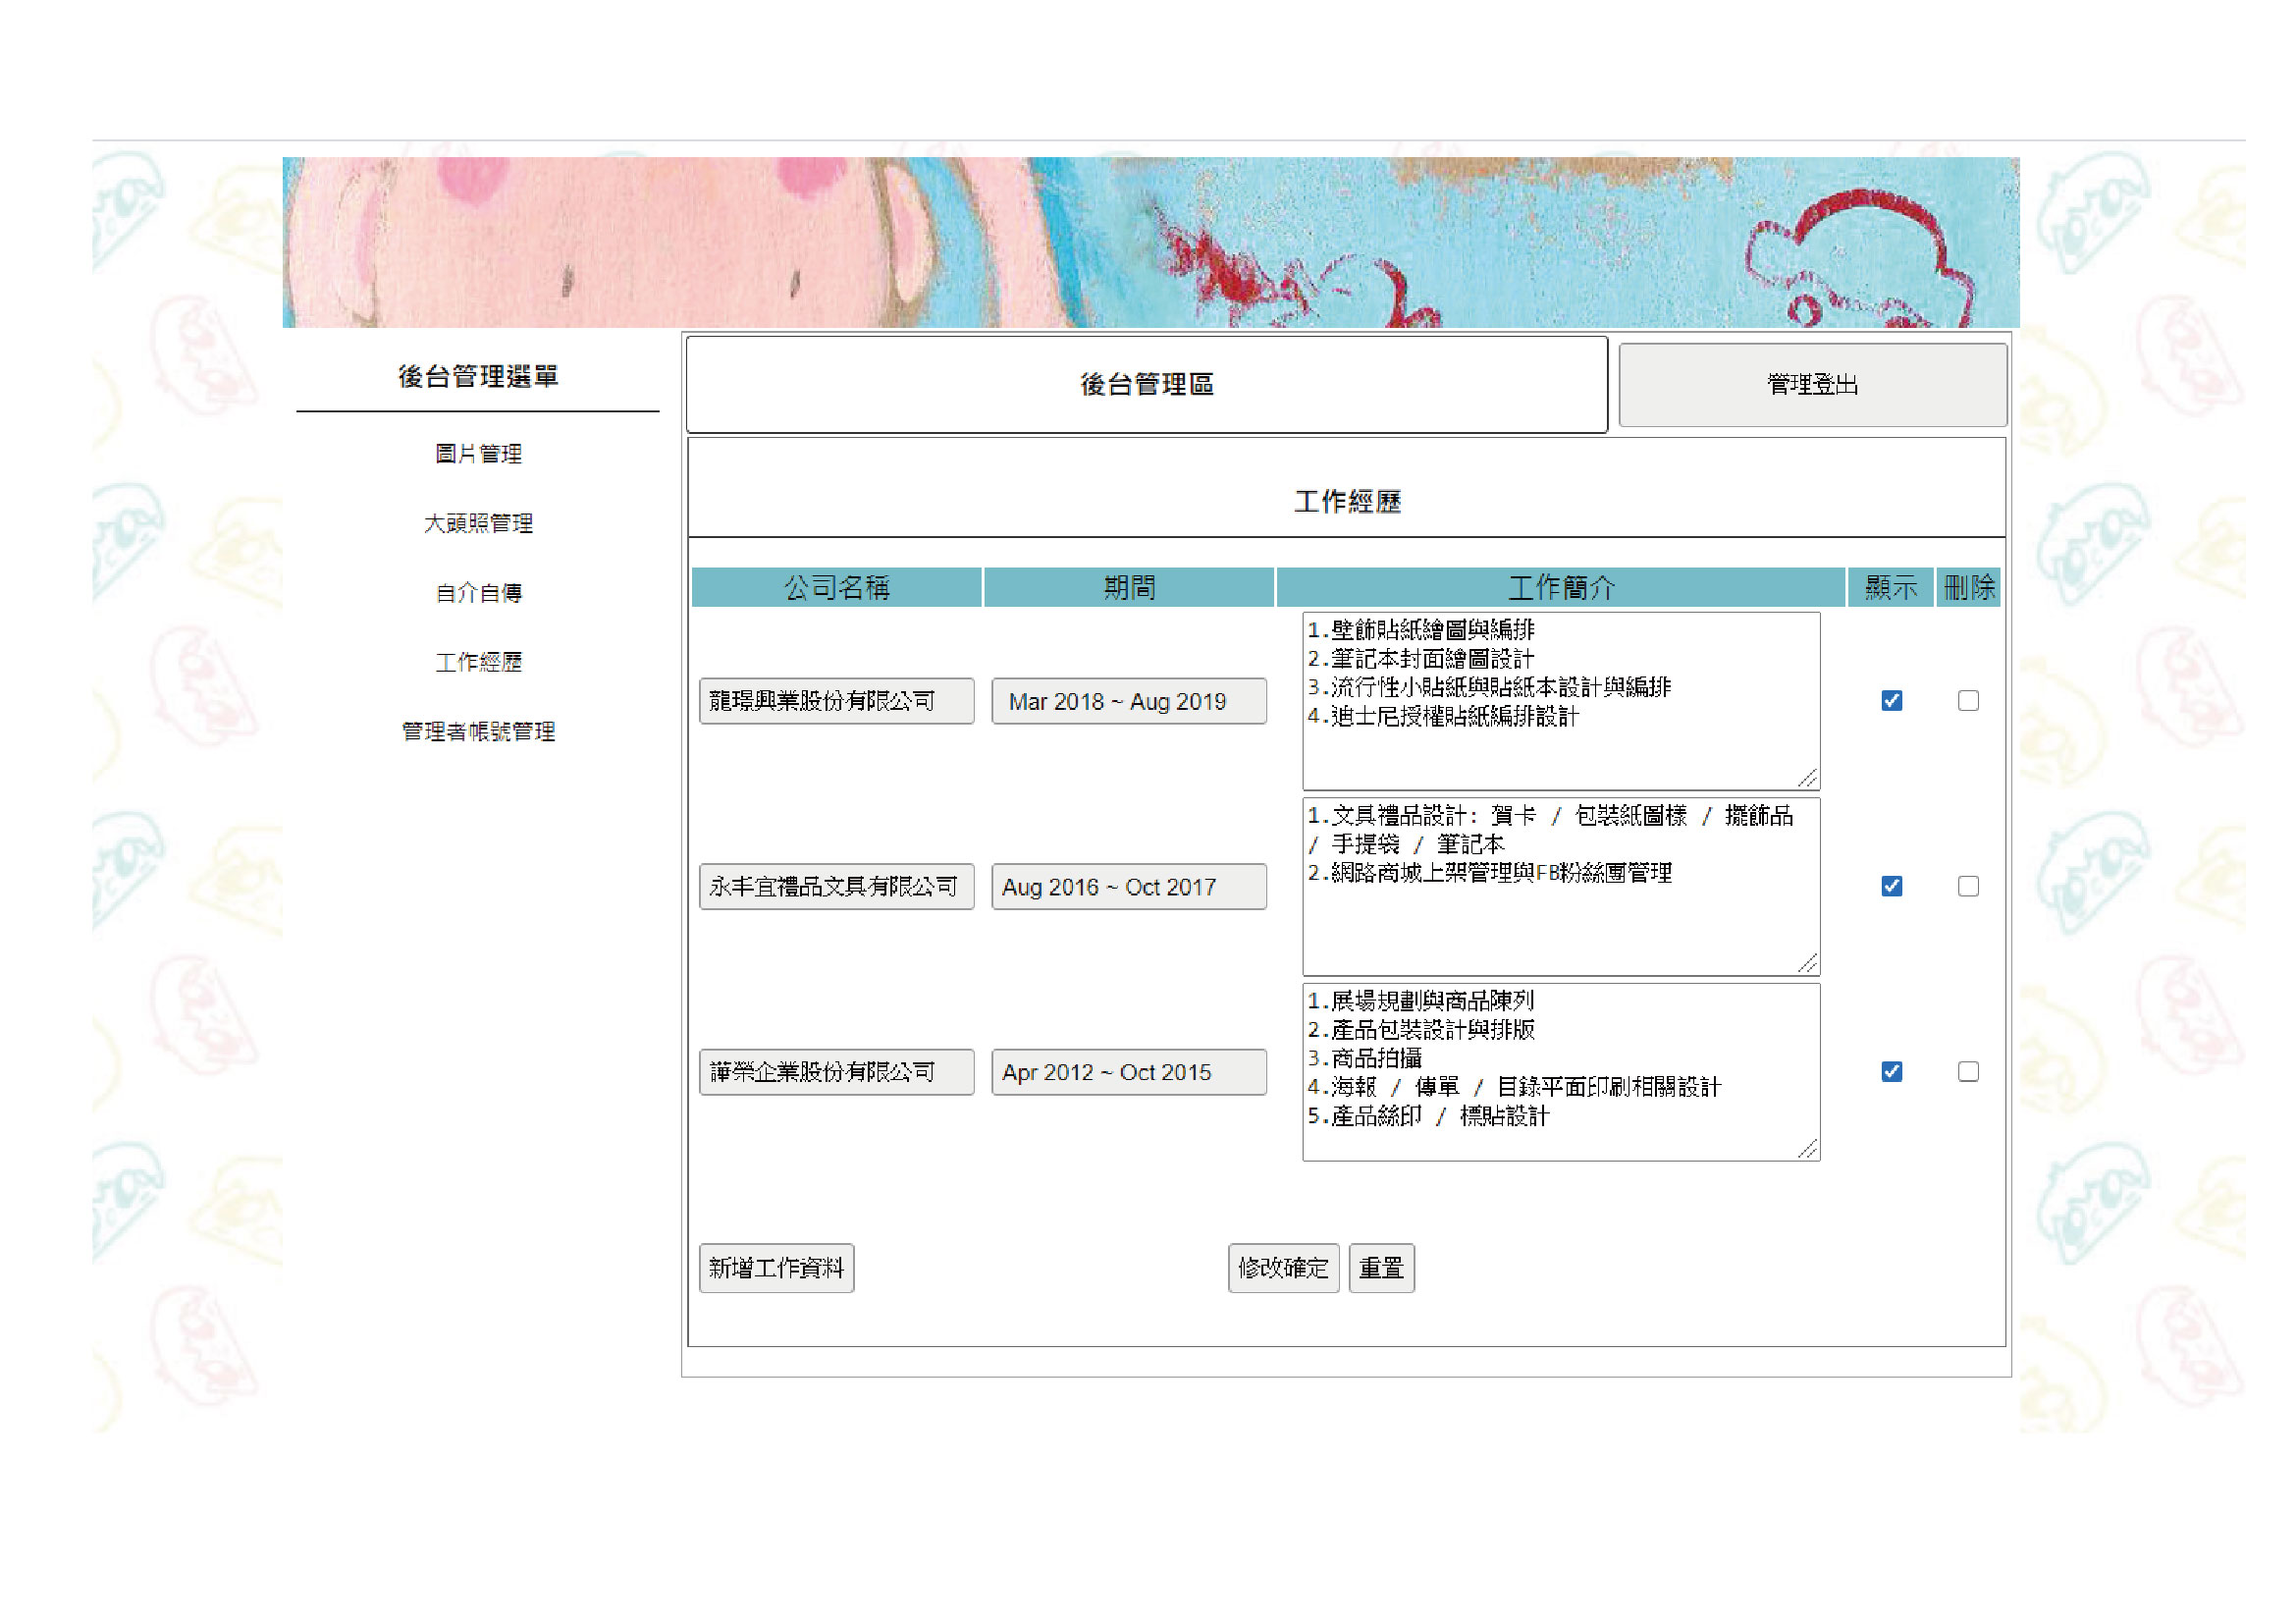 後台管理選單
圖片管理
大頭照管理
自介自傳
工作經歷
管理者帳號管理
後台管理區
管理登出
工作經歷
公司名稱 期間 工作簡介 顯示 刪除
龍璟興業股份有限公司
Mar 2018 ~ Aug 2019
1.壁飾貼紙繪圖與編排
2.筆記本封面繪圖設計
3.流行性小貼紙與貼紙本設計與編排
4.迪士尼授權貼紙編排設計
永丰宜禮品文具有限公司
Aug 2016 ~ Oct 2017
1.文具禮品設計: 賀卡 / 包裝紙圖樣 / 擺飾品
/ 手提袋 / 筆記本
2.網路商城上架管理與FB粉絲團管理
譁榮企業股份有限公司
Apr 2012 ~ Oct 2015
1.展場規劃與商品陳列
2.產品包裝設計與排版
3.商品拍攝
4.海報 / 傳單 / 目錄平面印刷相關設計
5.產品絲印 / 標貼設計
新增工作資料
修改確定 重置